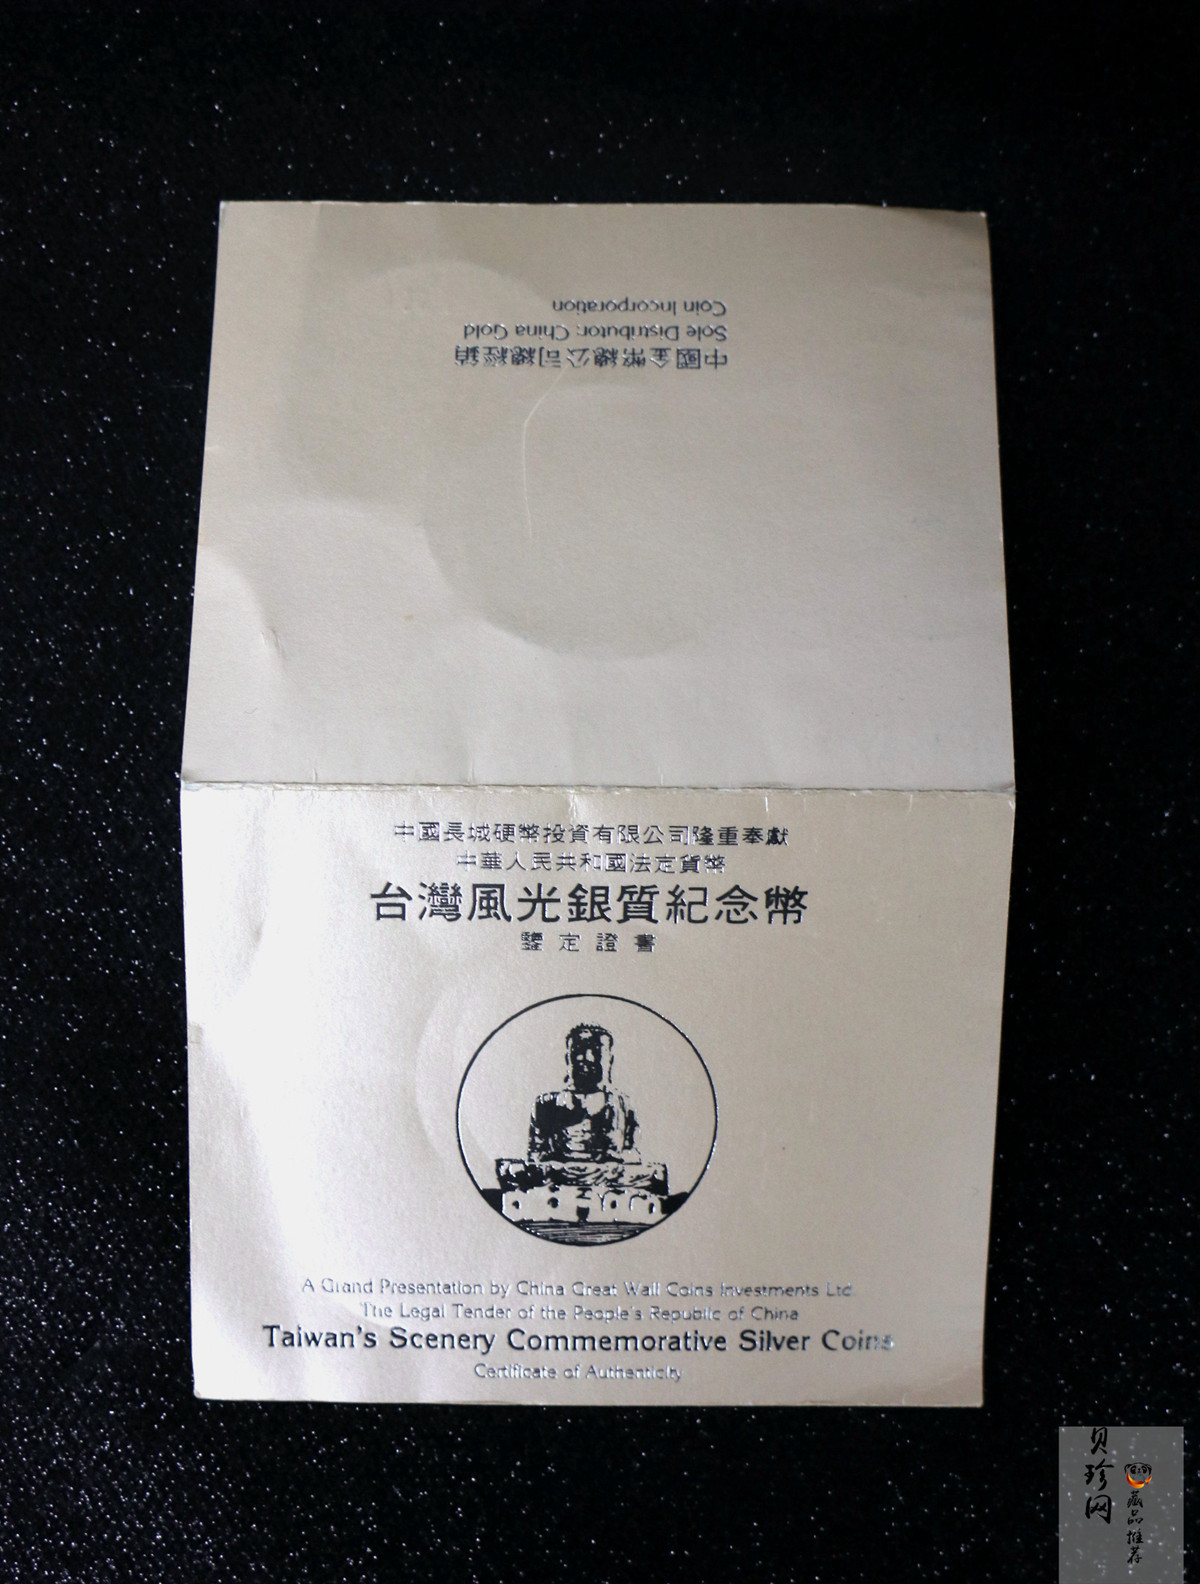 中國金幣總公司總經銷
Sole Distributor: China Gold
Coin Incorporation
中國長城硬幣投資有限公司隆重奉獻
中華人民共和國法定貨幣
台灣風光銀質紀念幣
鑒定證書
A Grand Presentation by China Great Wall Coins Investments Ltd.
The Legal Tender of the People's Republic of China
Taiwan's Scenery Commemorative Silver Coins
Certificate of Authenticity
贝珍网
藏品推荐